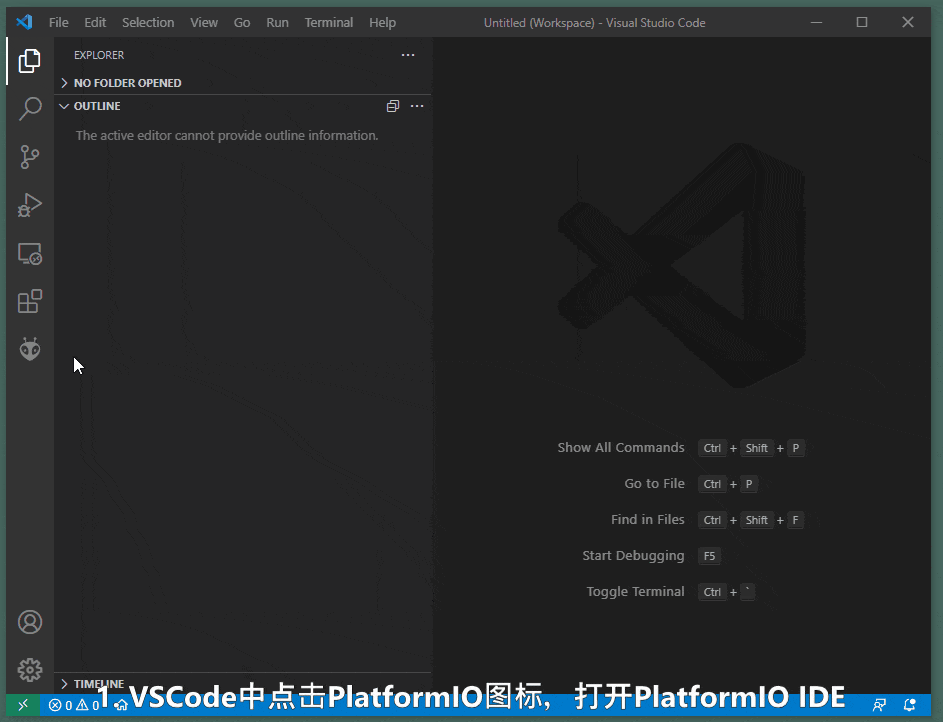 File Edit Selection View Go Run Terminal Help Untitled (Workspace) - Visual Studio Code
EXPLORER
NO FOLDER OPENED
OUTLINE
The active editor cannot provide outline information.
Show All Commands Ctrl + Shift + P
Go to File Ctrl + P
Find in Files Ctrl + Shift + F
Start Debugging F5
Toggle Terminal Ctrl + `
TIMELINE
1. VSCode中点击PlatformIO图标，打开PlatformIO IDE
0 0